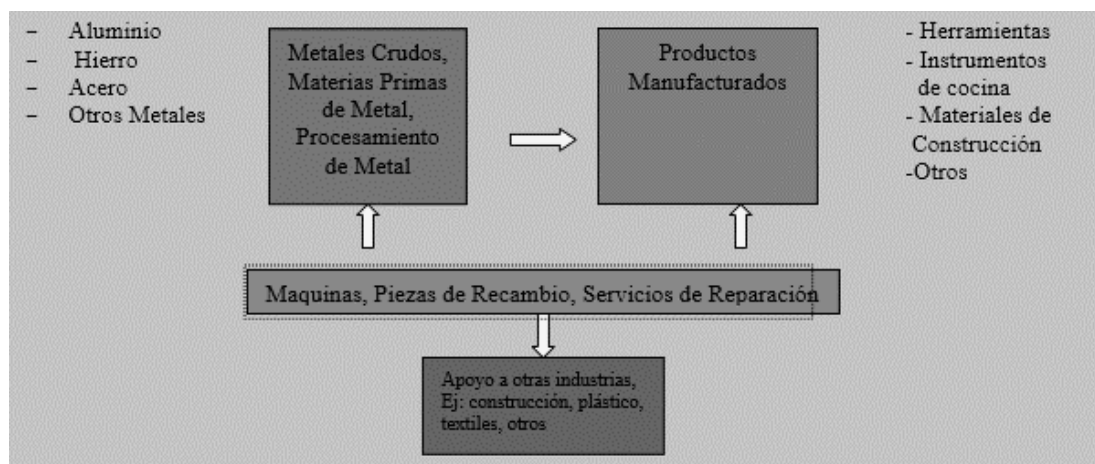 – Aluminio
– Hierro
– Acero
– Otros Metales
Metales Crudos,
Materias Primas
de Metal,
Procesamiento
de Metal
Productos
Manufacturados
- Herramientas
- Instrumentos
de cocina
- Materiales de
Construcción
-Otros
Maquinas, Piezas de Recambio, Servicios de Reparación
Apoyo a otras industrias,
Ej: construcción, plástico,
textiles, otros